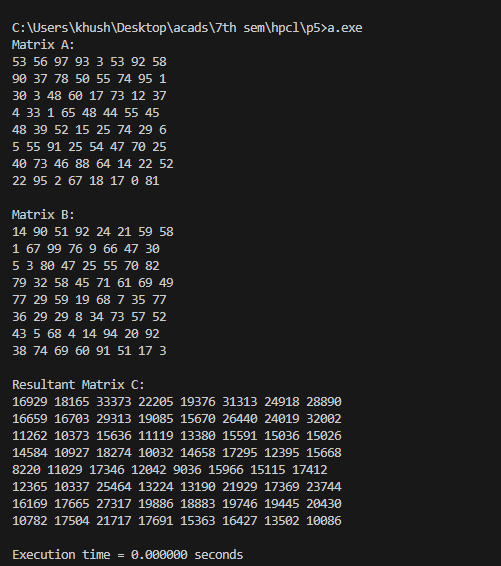 C:\Users\khush\Desktop\acads\7th sem\hpcl\p5>a.exe
Matrix A:
53 56 97 93 3 53 92 58
90 37 78 50 55 74 95 1
30 3 48 60 17 73 12 37
4 33 1 65 48 44 55 45
48 39 52 15 25 74 29 6
5 55 91 25 54 47 70 25
40 73 46 88 64 14 22 52
22 95 2 67 18 17 0 81
Matrix B:
14 90 51 92 24 21 59 58
1 67 99 76 9 66 47 30
5 3 80 47 25 55 70 82
79 32 58 45 71 61 69 49
77 29 59 19 68 7 35 77
36 29 29 8 34 73 57 52
43 5 68 4 14 94 20 92
38 74 69 60 91 51 17 3
Resultant Matrix C:
16929 18165 33373 22205 19376 31313 24918 28890
16659 16703 29313 19085 15670 26440 24019 32002
11262 10373 15636 11119 13380 15591 15036 15026
14584 10927 18274 10032 14658 17295 12395 15668
8220 11029 17346 12042 9036 15966 15115 17412
12365 10337 25464 13224 13190 21929 17369 23744
16169 17665 27317 19886 18883 19746 19445 20430
10782 17504 21717 17691 15363 16427 13502 10086
Execution time = 0.000000 seconds